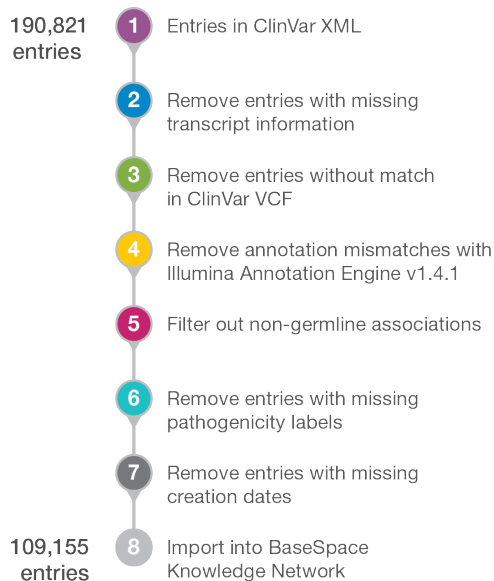 190,821
entries
1
Entries in ClinVar XML
2
Remove entries with missing
transcript information
3
Remove entries without match
in ClinVar VCF
4
Remove annotation mismatches with
Illumina Annotation Engine v1.4.1
5
Filter out non-germline associations
6
Remove entries with missing
pathogenicity labels
7
Remove entries with missing
creation dates
109,155
entries
8
Import into BaseSpace
Knowledge Network